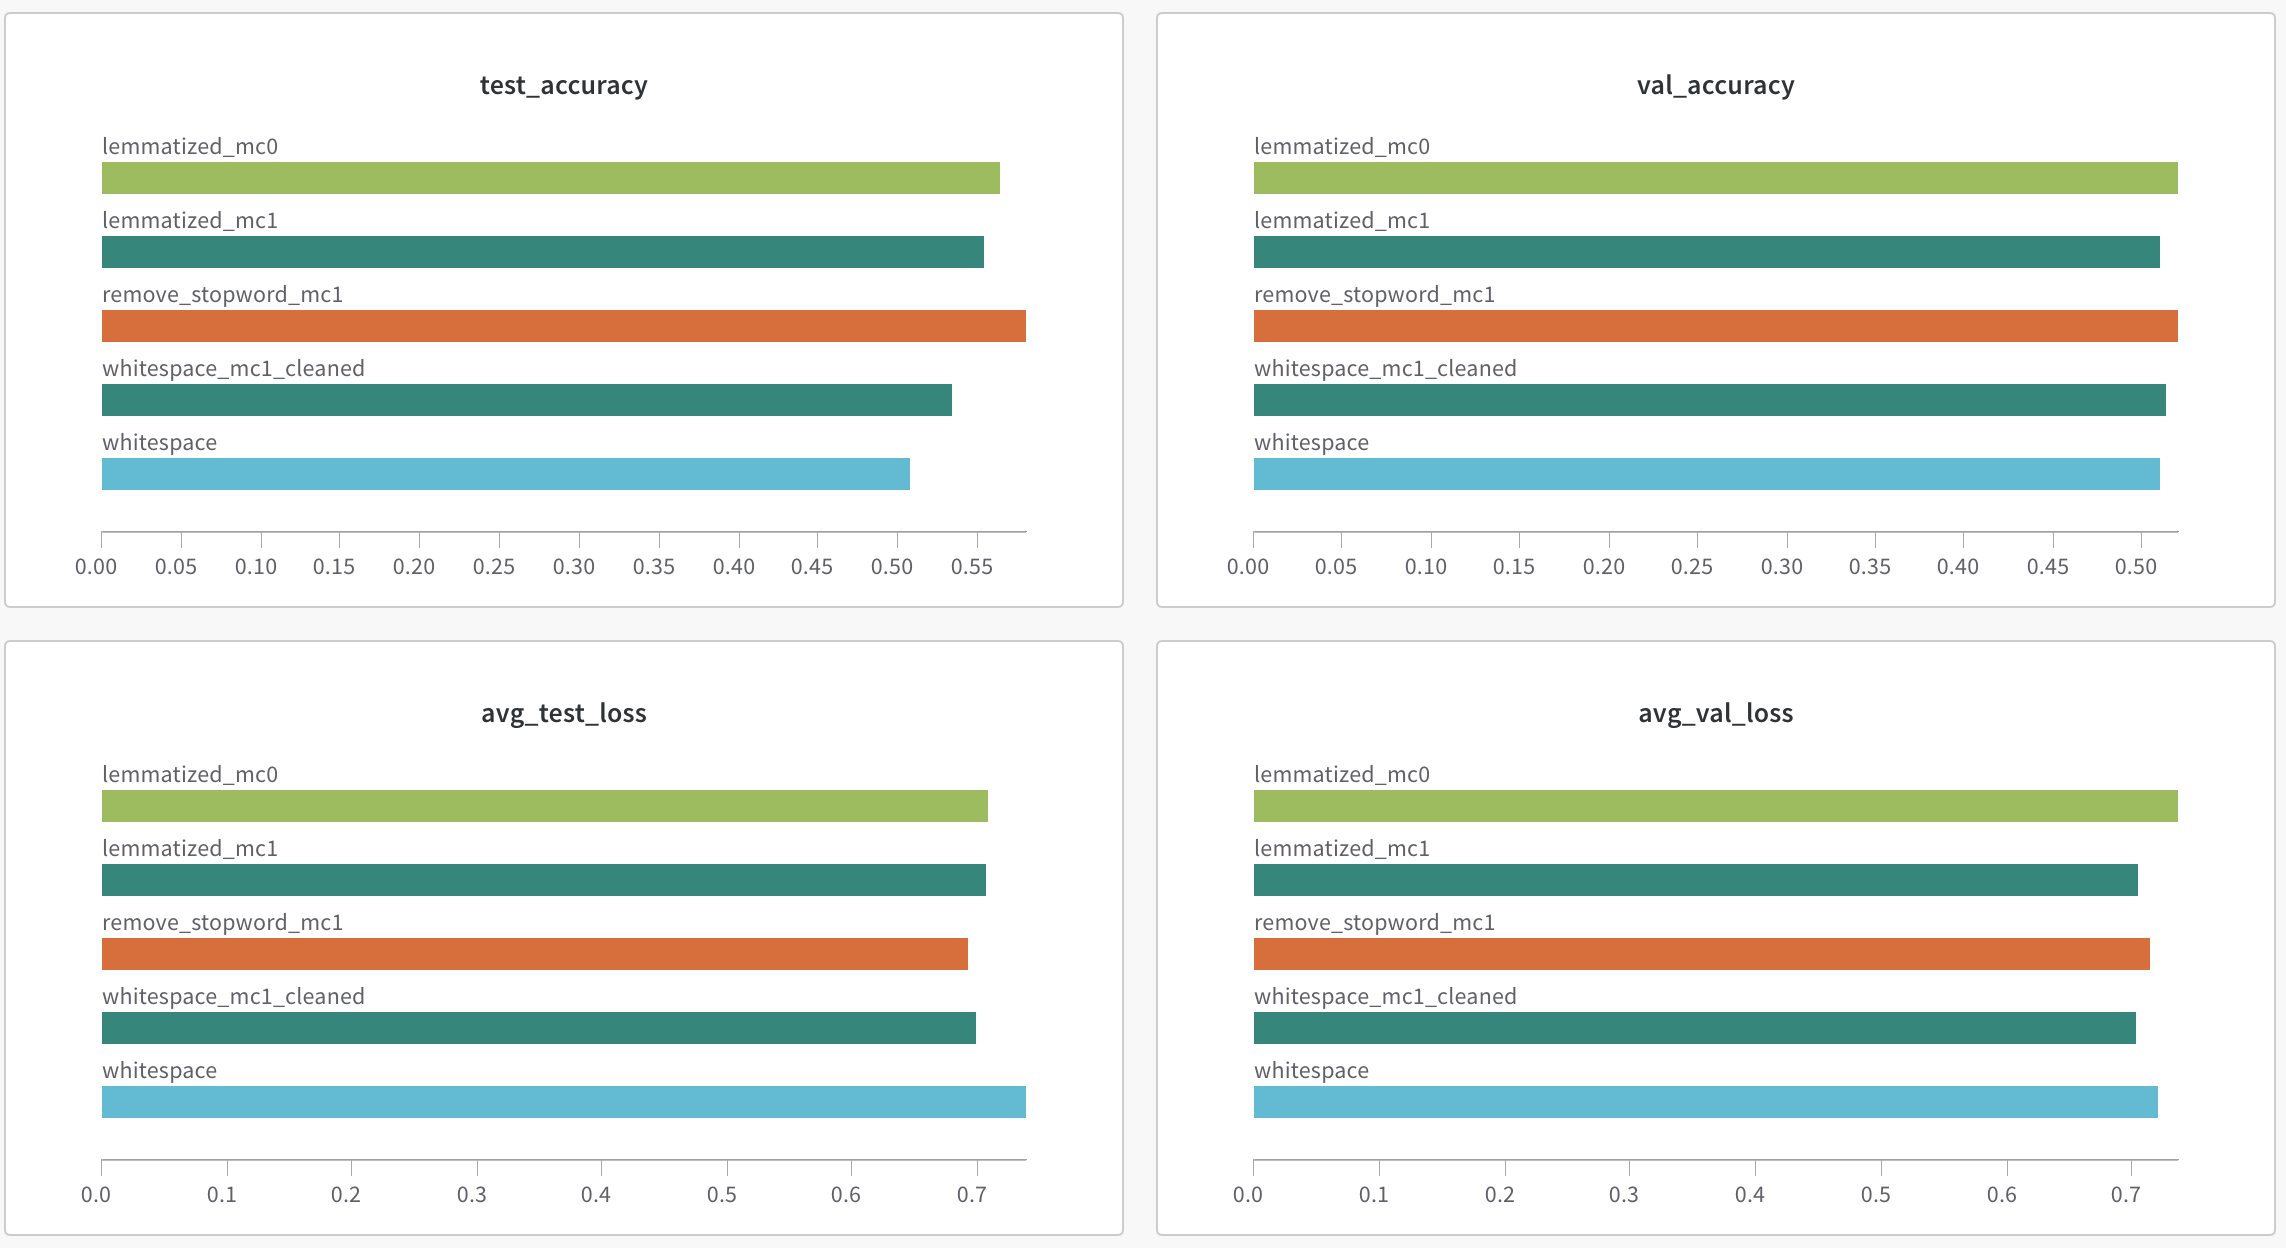 test_accuracy
lemmatized_mc0
lemmatized_mc1
remove_stopword_mc1
whitespace_mc1_cleaned
whitespace
0.00 0.05 0.10 0.15 0.20 0.25 0.30 0.35 0.40 0.45 0.50 0.55
val_accuracy
lemmatized_mc0
lemmatized_mc1
remove_stopword_mc1
whitespace_mc1_cleaned
whitespace
0.00 0.05 0.10 0.15 0.20 0.25 0.30 0.35 0.40 0.45 0.50
avg_test_loss
lemmatized_mc0
lemmatized_mc1
remove_stopword_mc1
whitespace_mc1_cleaned
whitespace
0.0 0.1 0.2 0.3 0.4 0.5 0.6 0.7
avg_val_loss
lemmatized_mc0
lemmatized_mc1
remove_stopword_mc1
whitespace_mc1_cleaned
whitespace
0.0 0.1 0.2 0.3 0.4 0.5 0.6 0.7